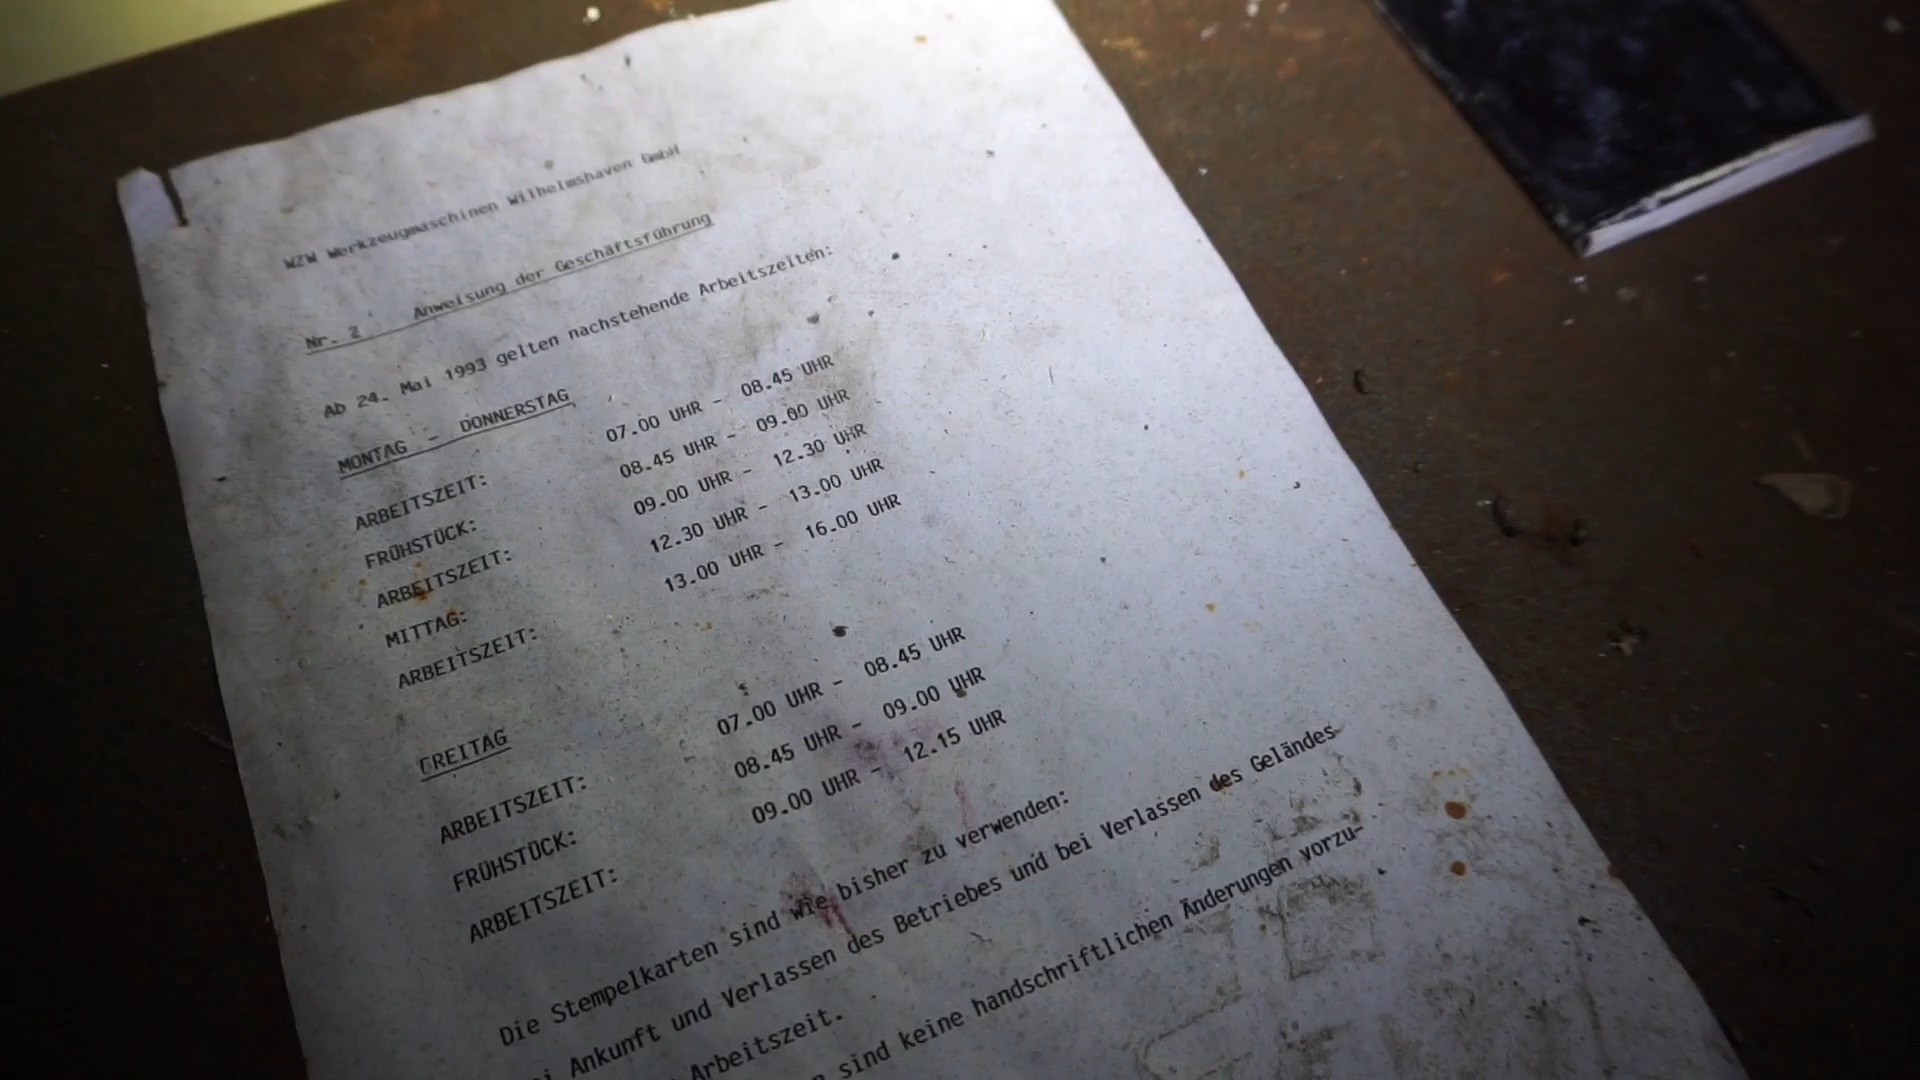 WZW Werkzeugmaschinen Wilhelmshaven GmbH
Nr. 2 Anweisung der Geschäftsführung
Ab 24. Mai 1993 gelten nachstehende Arbeitszeiten:
MONTAG - DONNERSTAG
ARBEITSZEIT: 07.00 UHR - 08.45 UHR
FRÜHSTÜCK: 08.45 UHR - 09.00 UHR
ARBEITSZEIT: 09.00 UHR - 12.30 UHR
MITTAG: 12.30 UHR - 13.00 UHR
ARBEITSZEIT: 13.00 UHR - 16.00 UHR
FREITAG
ARBEITSZEIT: 07.00 UHR - 08.45 UHR
FRÜHSTÜCK: 08.45 UHR - 09.00 UHR
ARBEITSZEIT: 09.00 UHR - 12.15 UHR
Die Stempelkarten sind wie bisher zu verwenden:
Ankunft und Verlassen des Betriebes und bei Verlassen des Geländes
Arbeitszeit.
sind keine handschriftlichen Änderungen vorzu-